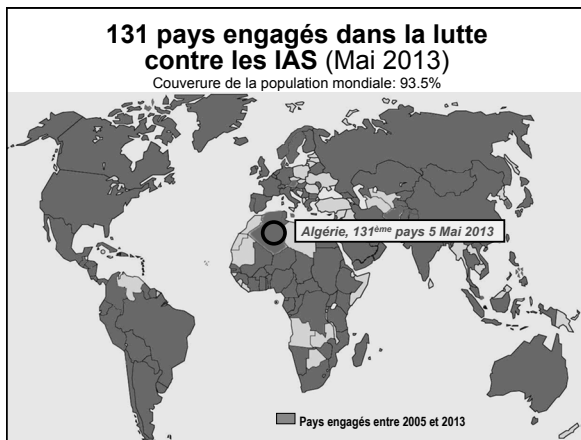 131 pays engagés dans la lutte
contre les IAS (Mai 2013)
Couverure de la population mondiale: 93.5%
Algérie, 131ème pays 5 Mai 2013
Pays engagés entre 2005 et 2013